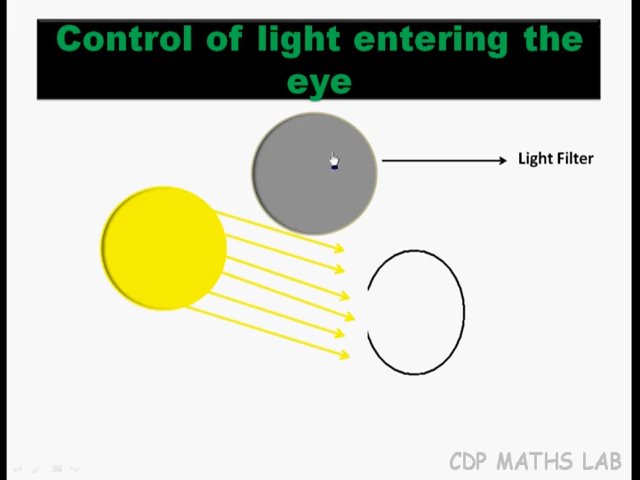 Control of light entering the
eye
Light Filter
CDP MATHS LAB